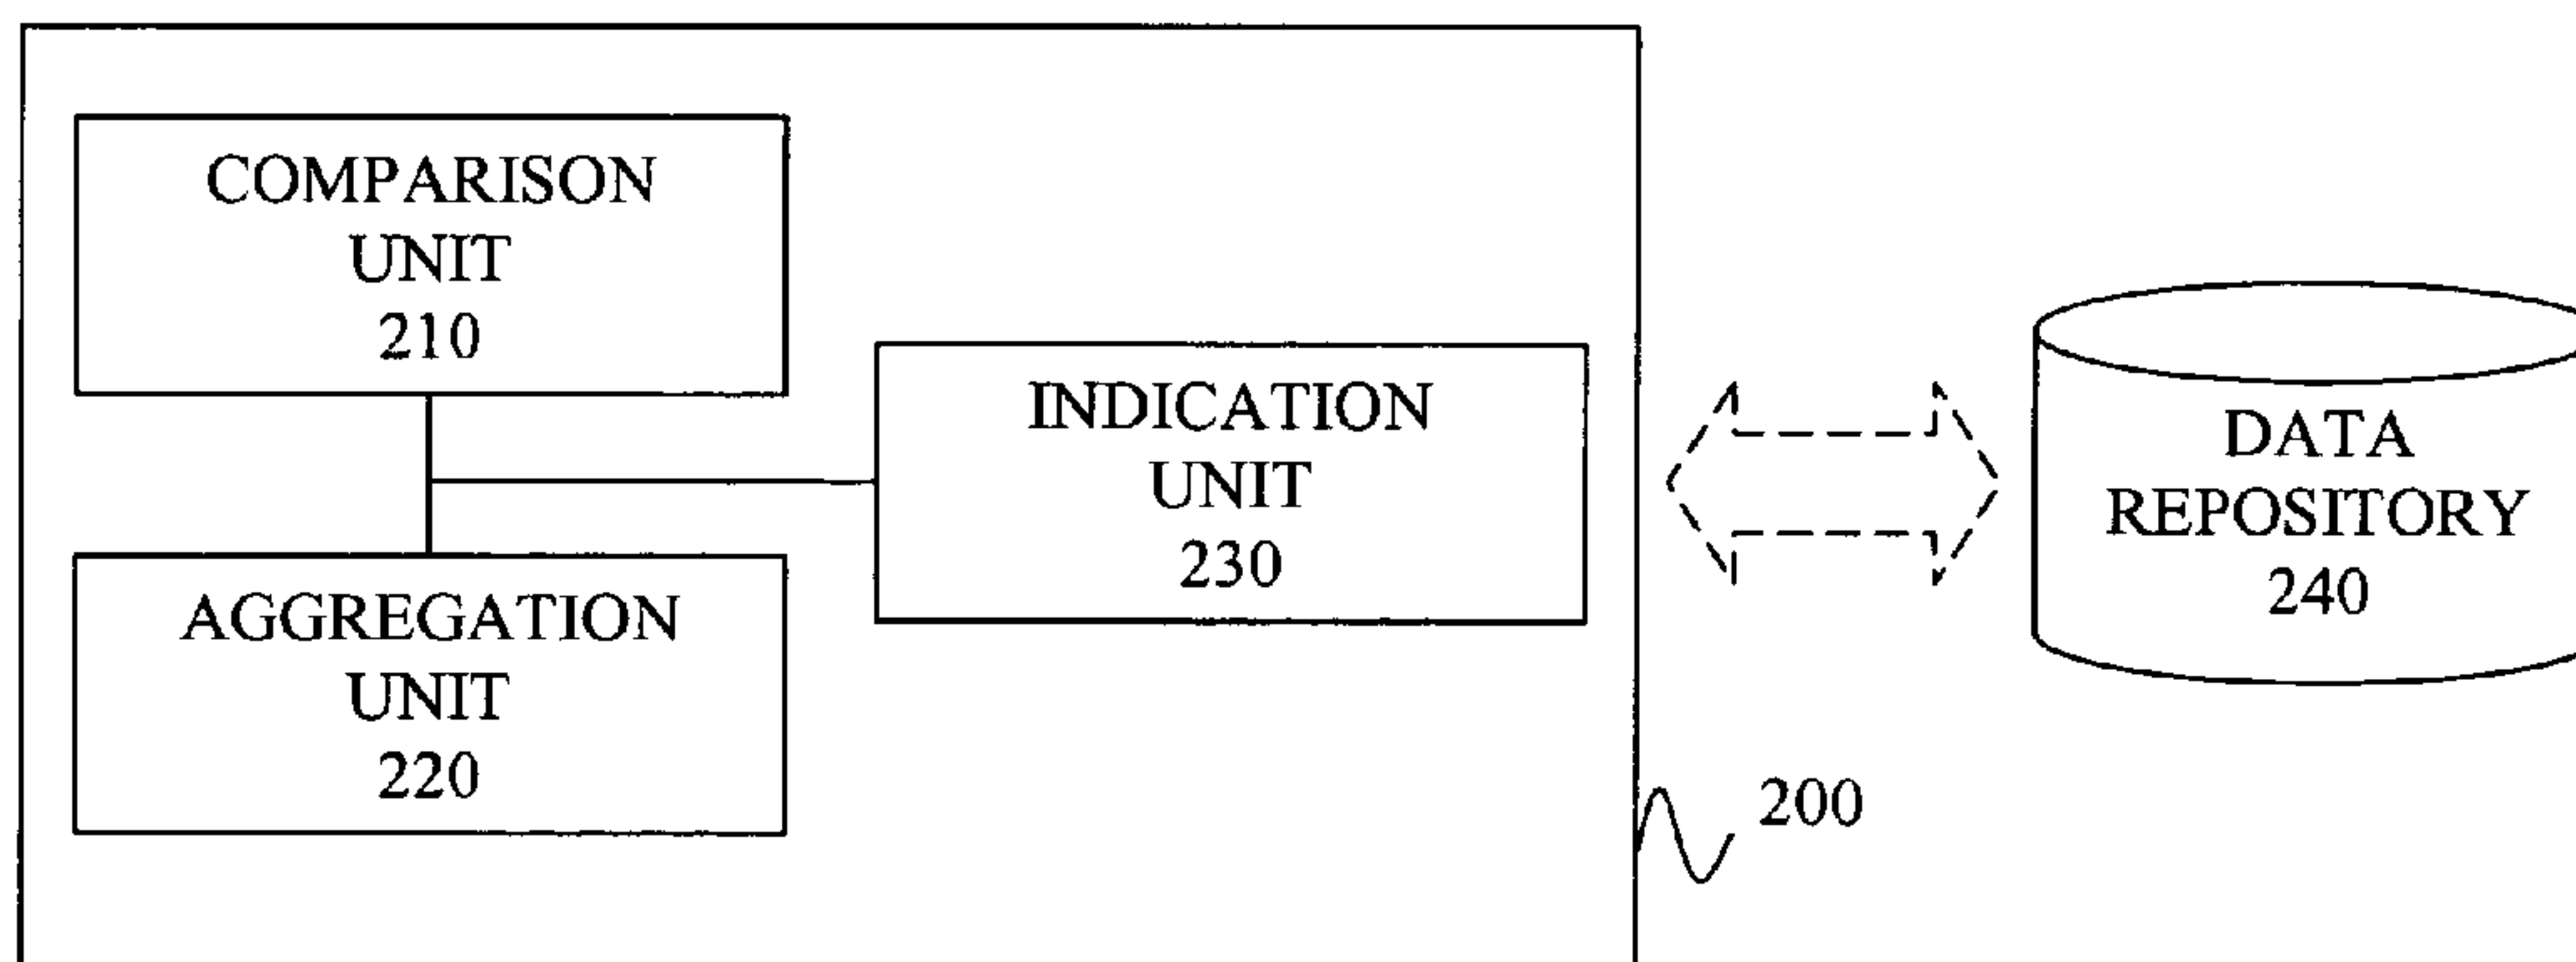 COMPARISON
UNIT
210
AGGREGATION
UNIT
220
INDICATION
UNIT
230
DATA
REPOSITORY
240
200